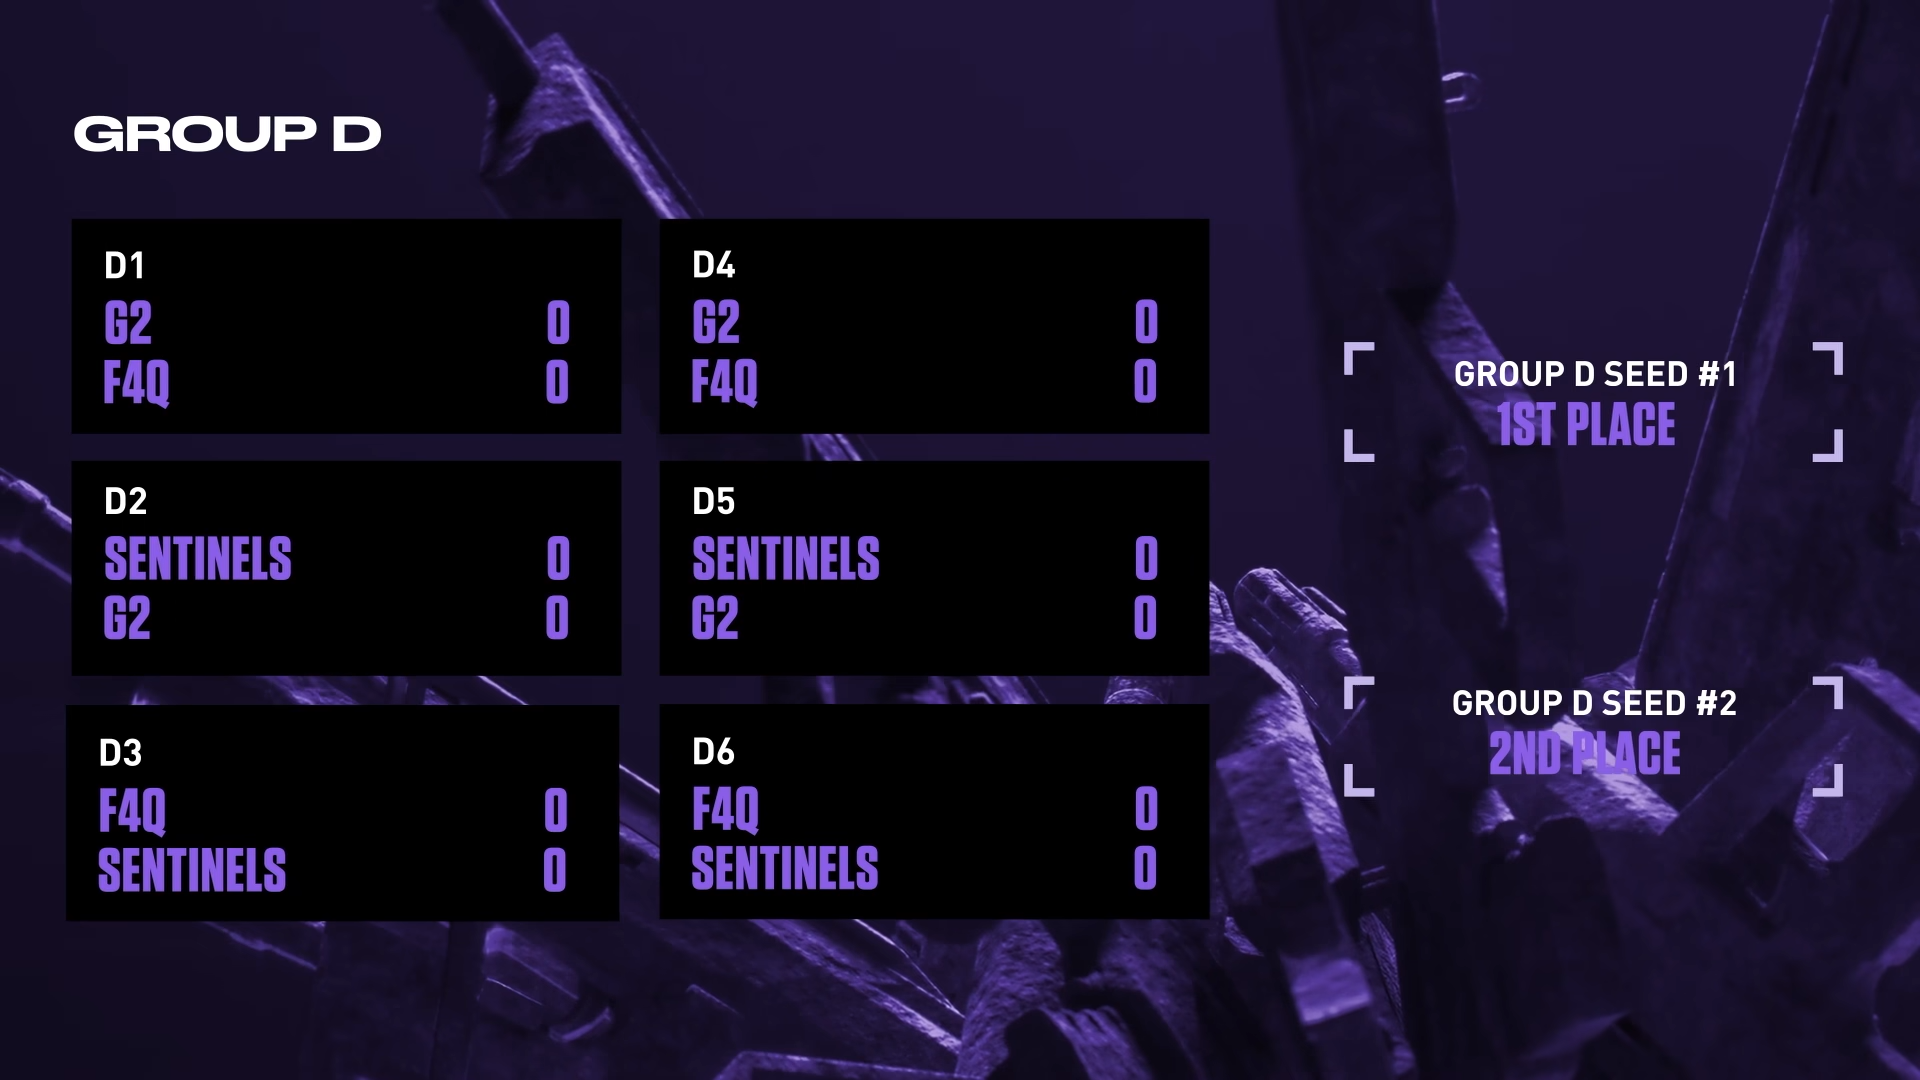 GROUP D
D1
G2 0
F4Q 0
D2
SENTINELS 0
G2 0
D3
F4Q 0
SENTINELS 0
D4
G2 0
F4Q 0
D5
SENTINELS 0
G2 0
D6
F4Q 0
SENTINELS 0
GROUP D SEED #1
1ST PLACE
GROUP D SEED #2
2ND PLACE